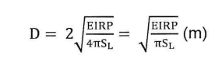 D = 2√(EIRP/4πS_L) = √(EIRP/πS_L) (m)